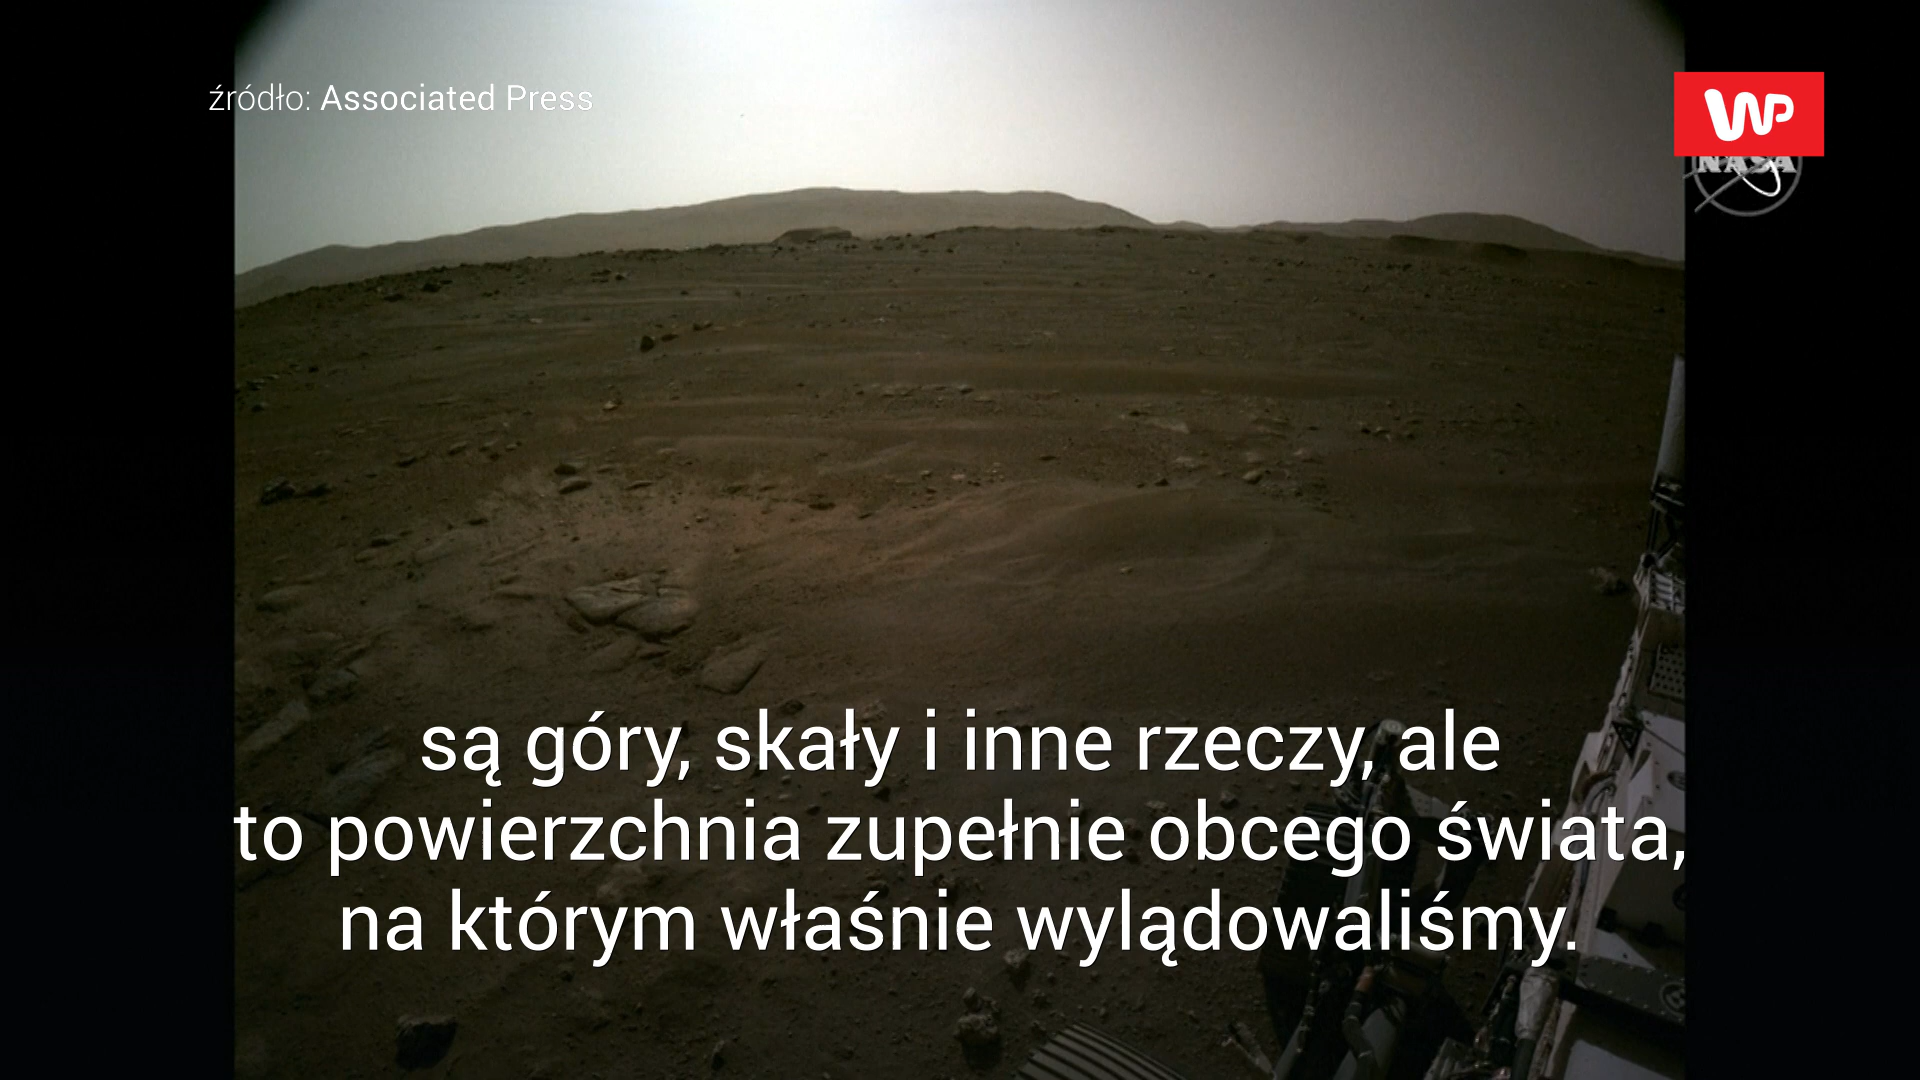 źródło: Associated Press
WP
NASA
są góry, skały i inne rzeczy, ale
to powierzchnia zupełnie obcego świata,
na którym właśnie wylądowaliśmy.